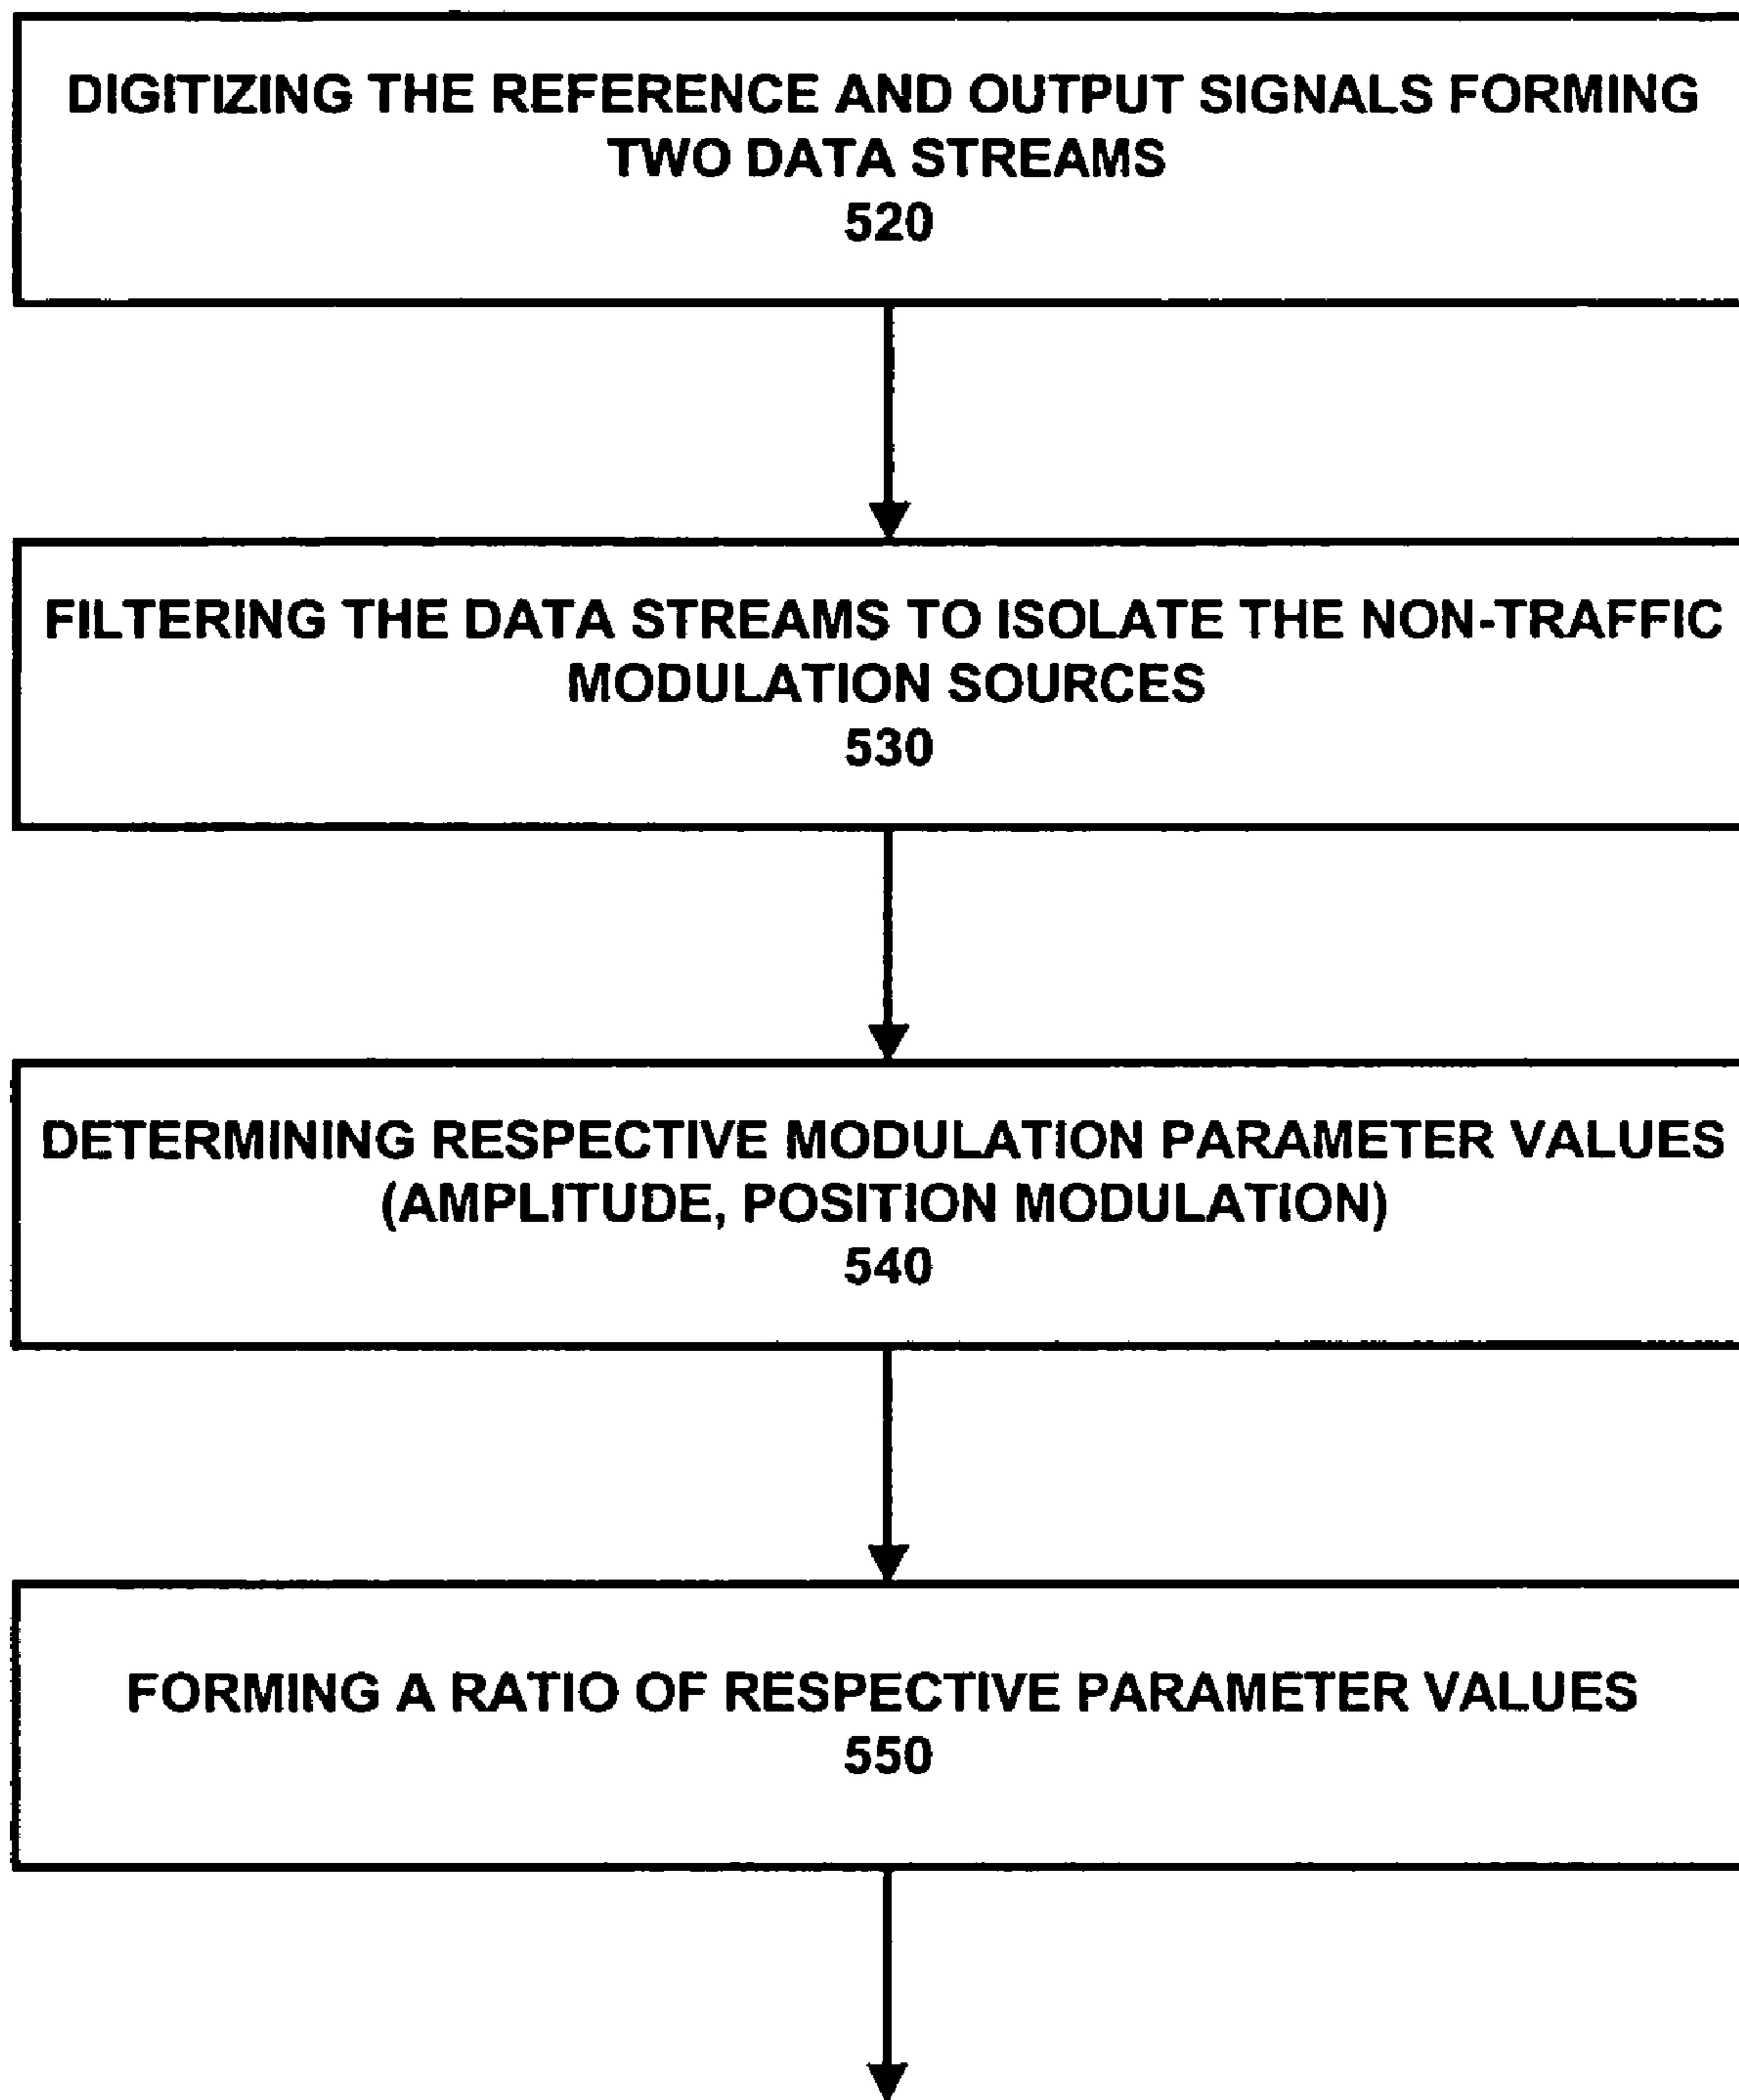 DIGITIZING THE REFERENCE AND OUTPUT SIGNALS FORMING
TWO DATA STREAMS
520
FILTERING THE DATA STREAMS TO ISOLATE THE NON-TRAFFIC
MODULATION SOURCES
530
DETERMINING RESPECTIVE MODULATION PARAMETER VALUES
(AMPLITUDE, POSITION MODULATION)
540
FORMING A RATIO OF RESPECTIVE PARAMETER VALUES
550